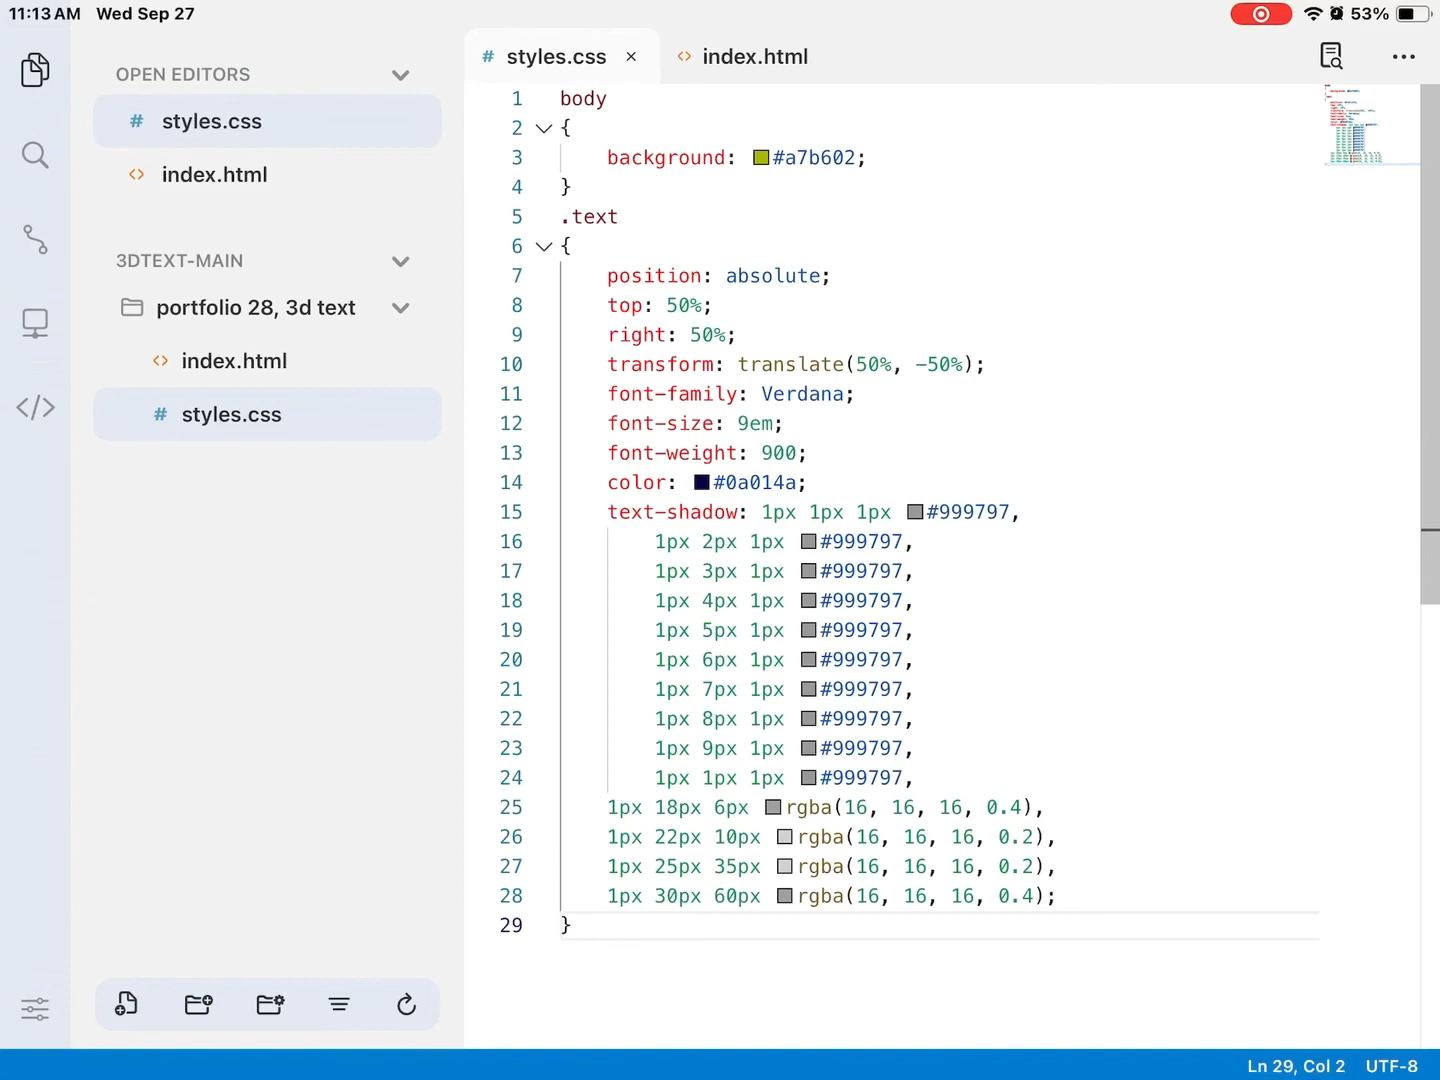 11:13 AM Wed Sep 27
53%
OPEN EDITORS
# styles.css
<> index.html
3DTEXT-MAIN
portfolio 28, 3d text
<> index.html
# styles.css
# styles.css ×
<> index.html
1 body
2 {
3 background: #a7b602;
4 }
5 .text
6 {
7 position: absolute;
8 top: 50%;
9 right: 50%;
10 transform: translate(50%, -50%);
11 font-family: Verdana;
12 font-size: 9em;
13 font-weight: 900;
14 color: #0a014a;
15 text-shadow: 1px 1px 1px #999797,
16 1px 2px 1px #999797,
17 1px 3px 1px #999797,
18 1px 4px 1px #999797,
19 1px 5px 1px #999797,
20 1px 6px 1px #999797,
21 1px 7px 1px #999797,
22 1px 8px 1px #999797,
23 1px 9px 1px #999797,
24 1px 1px 1px #999797,
25 1px 18px 6px rgba(16, 16, 16, 0.4),
26 1px 22px 10px rgba(16, 16, 16, 0.2),
27 1px 25px 35px rgba(16, 16, 16, 0.2),
28 1px 30px 60px rgba(16, 16, 16, 0.4);
29 }
Ln 29, Col 2 UTF-8